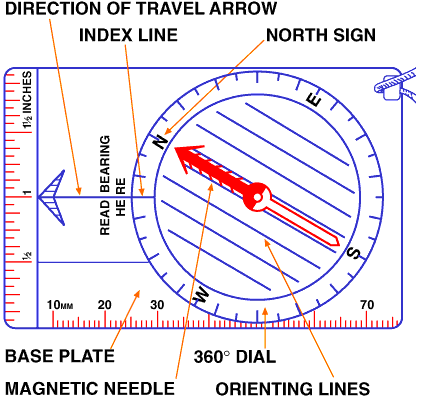 DIRECTION OF TRAVEL ARROW
INDEX LINE
NORTH SIGN
1½ INCHES
E
N
READ BEARING
HERE
1
S
½
W
10MM
20
30
70
BASE PLATE
360° DIAL
MAGNETIC NEEDLE
ORIENTING LINES